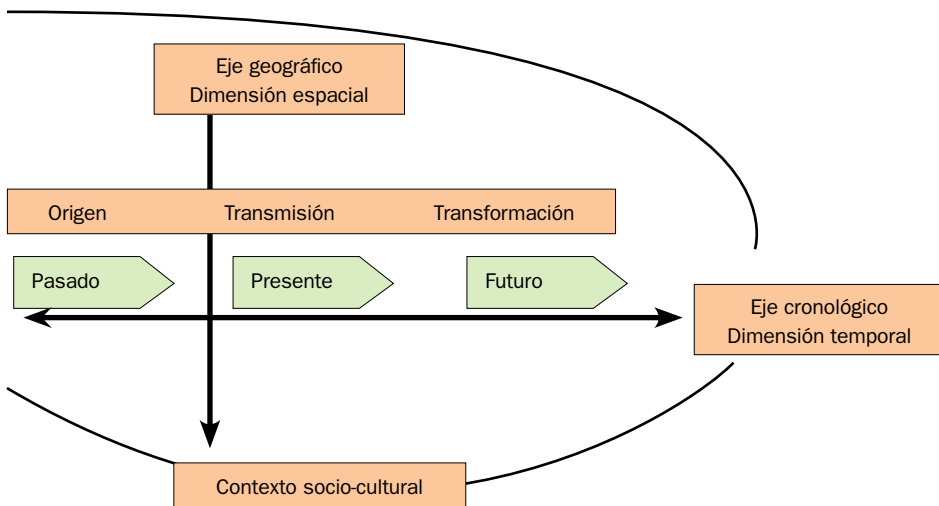 Eje geográfico
Dimensión espacial
Origen Transmisión Transformación
Pasado Presente Futuro
Eje cronológico
Dimensión temporal
Contexto socio-cultural